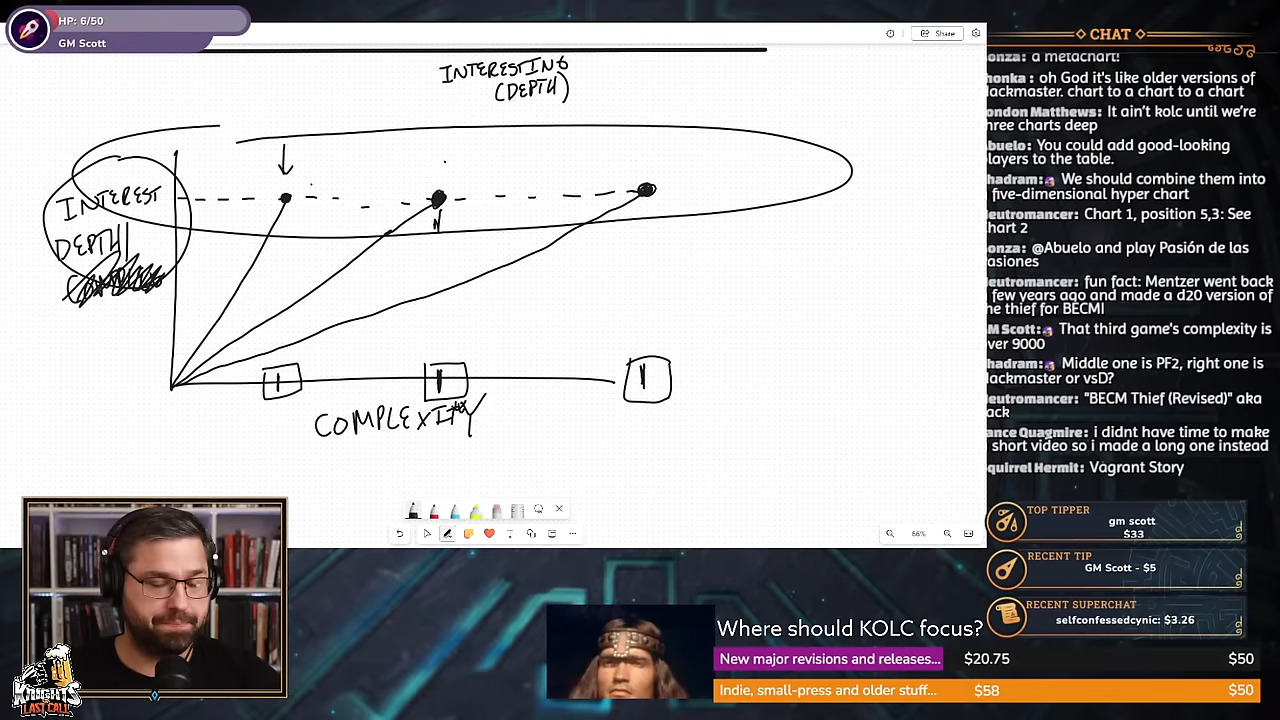 HP: 6/50
GM Scott
Share
INTERESTING
(DEPTH)
INTEREST
DEPTH
COMPLEXITY
66%
CHAT
onza: a metachart!
honka : oh God it's like older versions of
lackmaster. chart to a chart to a chart
ondon Matthews: It ain't kolc until we're
hree charts deep
buelo: You could add good-looking
layers to the table.
hadram: We should combine them into
five-dimensional hyper chart
eutromancer: Chart 1, position 5,3: See
hart 2
onza: @Abuelo and play Pasión de las
asiones
eutromancer: fun fact: Mentzer went back
few years ago and made a d20 version of
he thief for BECMI
M Scott: That third game's complexity is
ver 9000
hadram: Middle one is PF2, right one is
lackmaster or vsD?
eutromancer: "BECM Thief (Revised)" aka
ack
ance Quagmire: i didnt have time to make
short video so i made a long one instead
quirrel Hermit: Vagrant Story
TOP TIPPER
gm scott
$33
RECENT TIP
GM Scott - $5
RECENT SUPERCHAT
selfconfessedcynic: $3.26
Where should KOLC focus?
New major revisions and releases... $20.75 $50
Indie, small-press and older stuff... $58 $50
KNIGHTS
LAST CALL